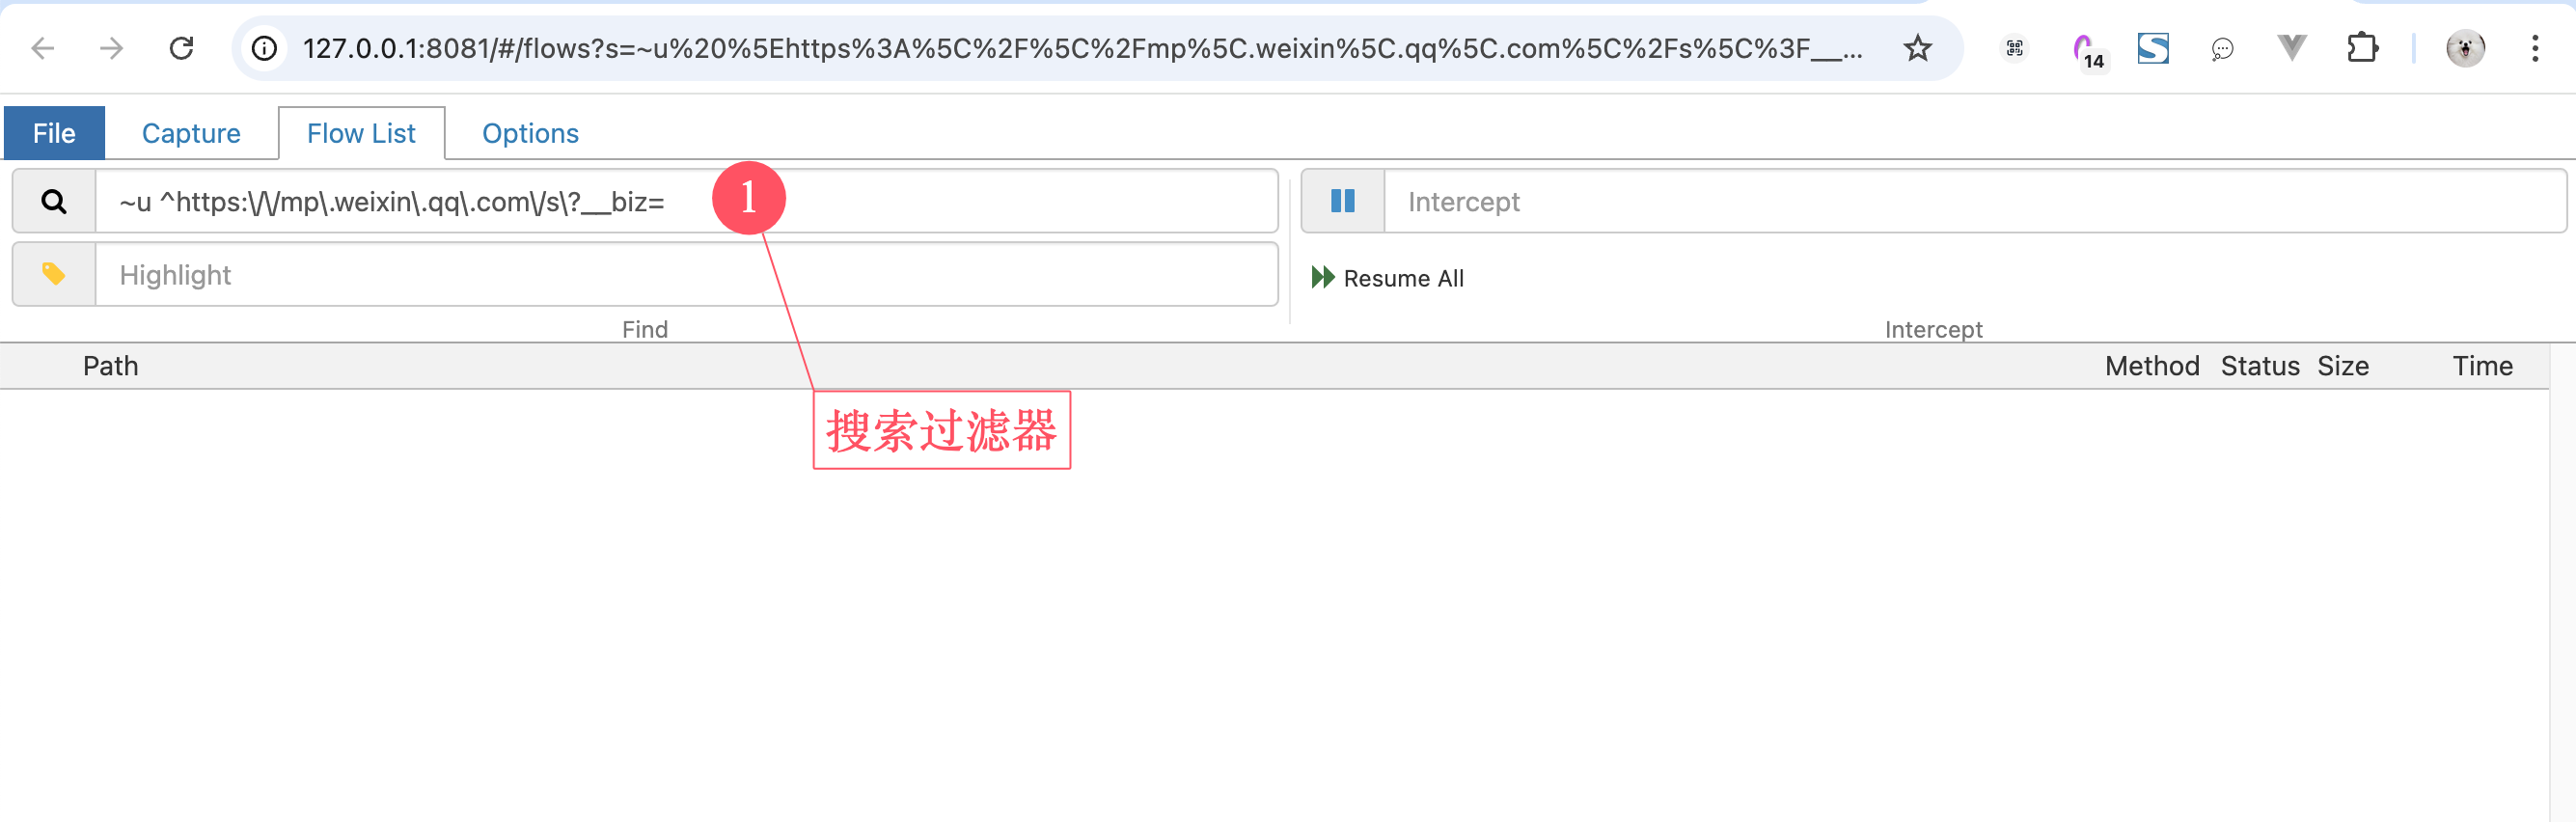 127.0.0.1:8081/#/flows?s=~u%20%5Ehttps%3A%5C%2F%5C%2Fmp%5C.weixin%5C.qq%5C.com%5C%2Fs%5C%3F__...
14
File Capture Flow List Options
~u ^https:\/\/mp\.weixin\.qq\.com\/s\?__biz=
1
Intercept
Highlight
Resume All
Find
Intercept
Path Method Status Size Time
搜索过滤器